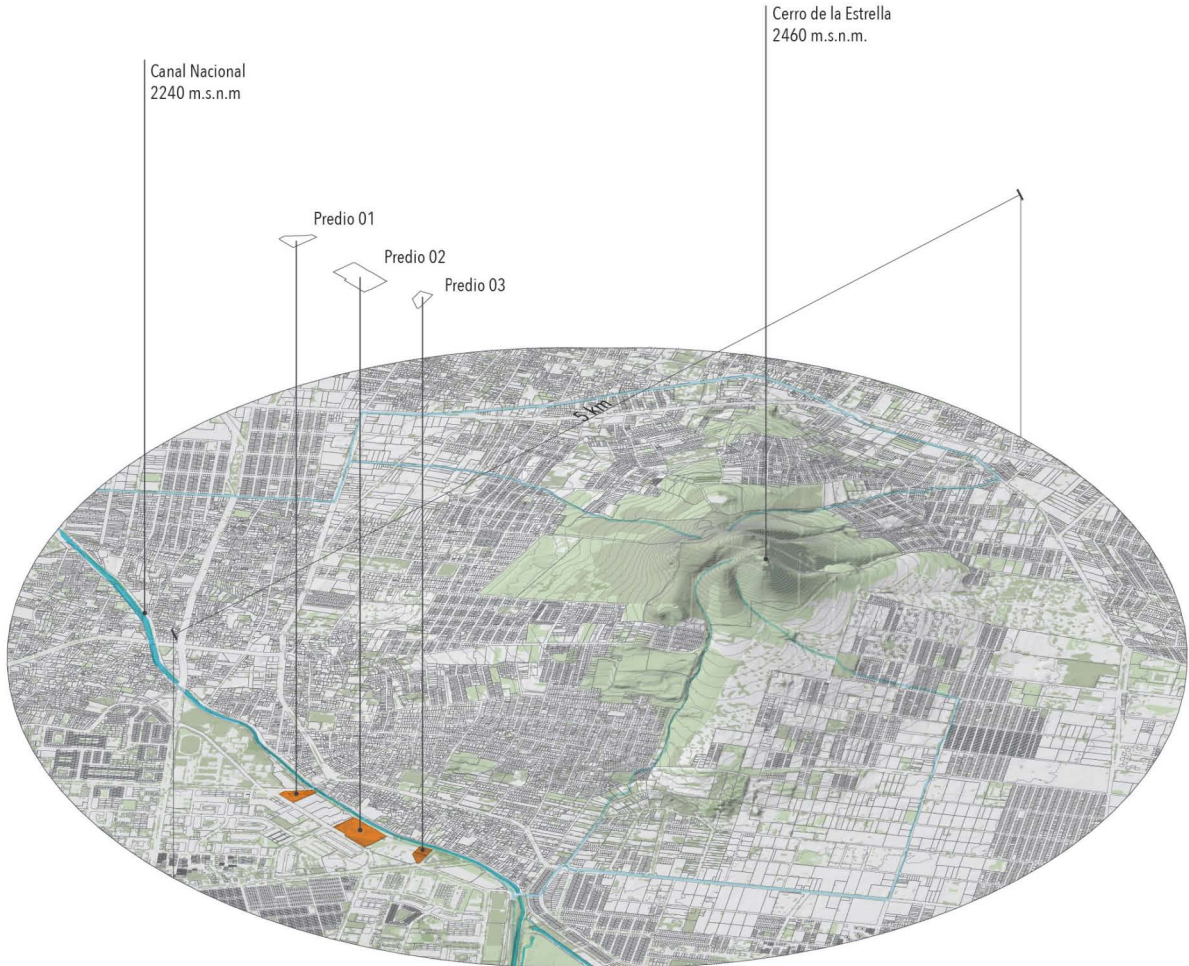 Cerro de la Estrella
2460 m.s.n.m.
Canal Nacional
2240 m.s.n.m
Predio 01
Predio 02
Predio 03
5 km